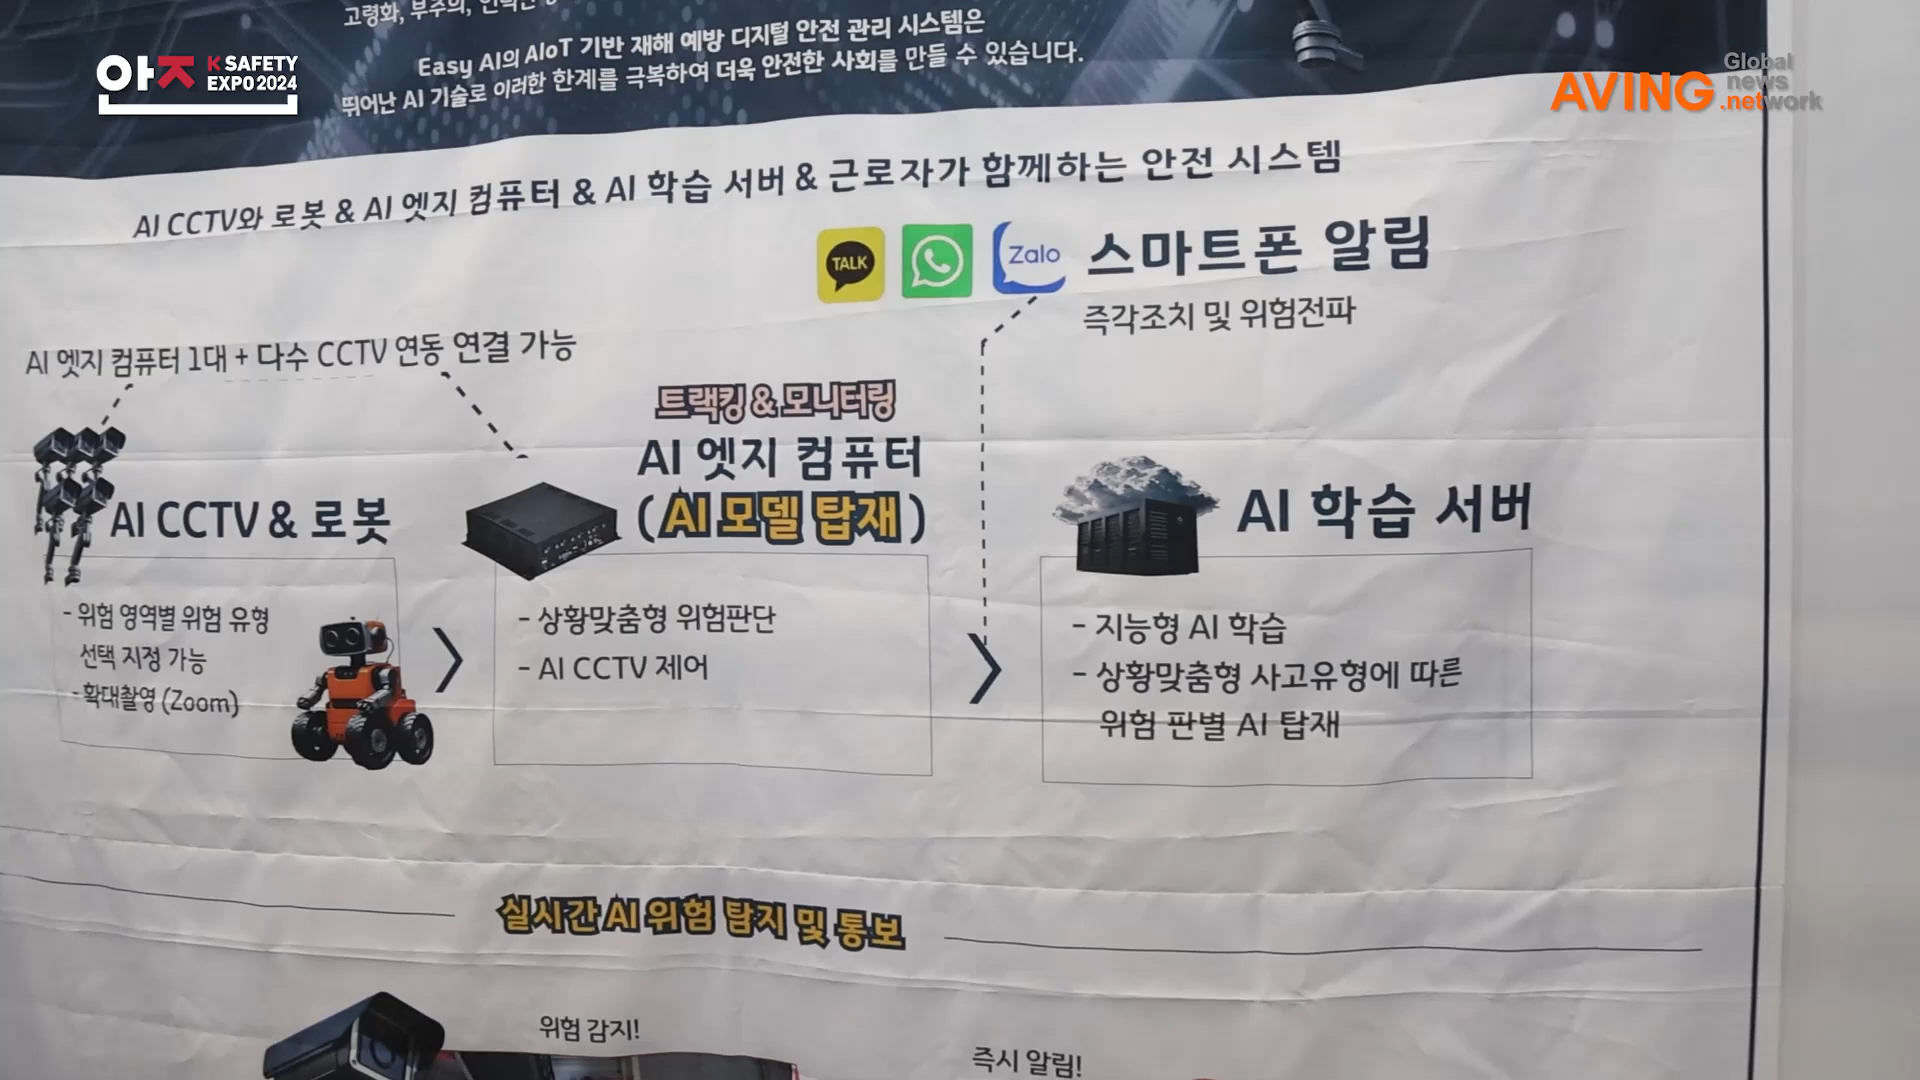 아ㅈ K SAFETY
EXPO 2024
AVING Global
news
.network
고령화, 부주의,
Easy AI의 AIoT 기반 재해 예방 디지털 안전 관리 시스템은
뛰어난 AI 기술로 이러한 한계를 극복하여 더욱 안전한 사회를 만들 수 있습니다.
AI CCTV와 로봇 & AI 엣지 컴퓨터 & AI 학습 서버 & 근로자가 함께하는 안전 시스템
TALK
Zalo
스마트폰 알림
즉각조치 및 위험전파
AI 엣지 컴퓨터 1대 + 다수 CCTV 연동 연결 가능
AI CCTV & 로봇
- 위험 영역별 위험 유형
선택 지정 가능
- 확대촬영 (Zoom)
트랙킹 & 모니터링
AI 엣지 컴퓨터
(AI 모델 탑재)
- 상황맞춤형 위험판단
- AI CCTV 제어
AI 학습 서버
- 지능형 AI 학습
- 상황맞춤형 사고유형에 따른
위험 판별 AI 탑재
실시간 AI 위험 탐지 및 통보
위험 감지!
즉시 알림!